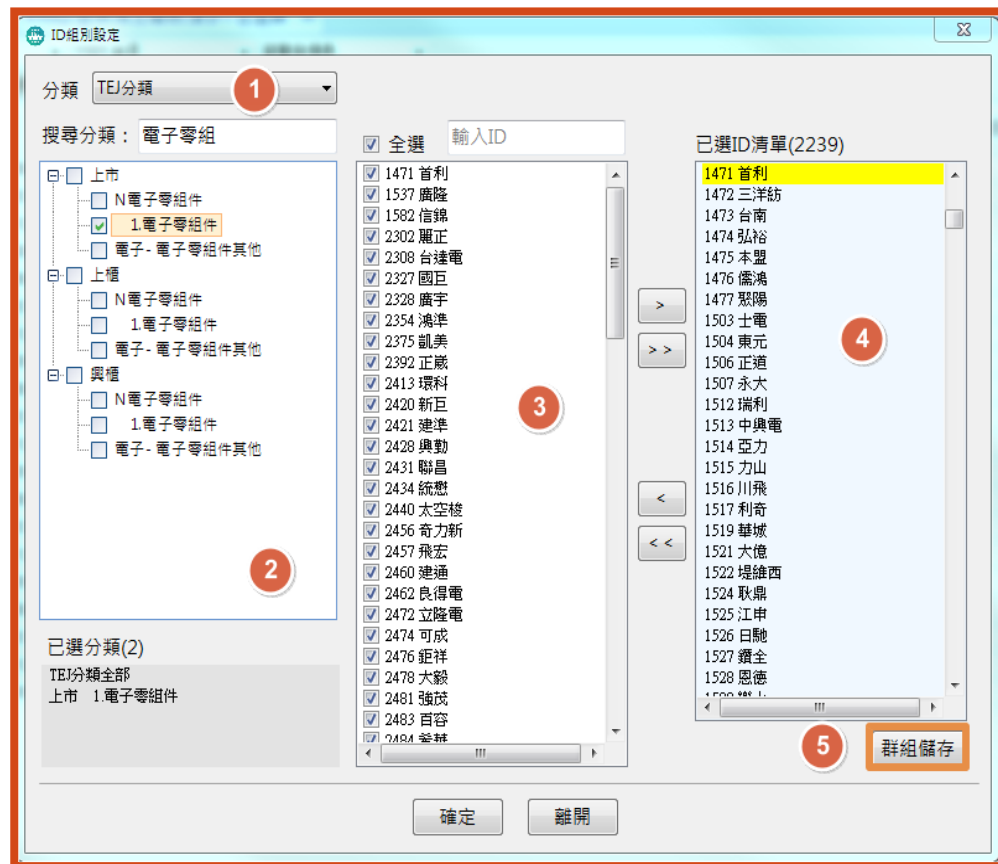 ID組別設定
分類 TEJ分類
1
搜尋分類： 電子零組
全選 輸入ID
已選ID清單(2239)
上市
N電子零組件
1.電子零組件
電子-電子零組件其他
上櫃
N電子零組件
1.電子零組件
電子-電子零組件其他
興櫃
N電子零組件
1.電子零組件
電子-電子零組件其他
2
已選分類(2)
TEJ分類全部
上市 1.電子零組件
1471 首利
1537 廣隆
1582 信錦
2302 麗正
2308 台達電
2327 國巨
2328 廣宇
2354 鴻準
2375 凱美
2392 正崴
2413 環科
2420 新巨
2421 建準
2428 興勤
2431 聯昌
2434 統懋
2440 太空梭
2456 奇力新
2457 飛宏
2460 建通
2462 良得電
2472 立隆電
2474 可成
2476 鉅祥
2478 大毅
2481 強茂
2483 百容
2484 希華
3
>
>>
<
<<
1471 首利
1472 三洋紡
1473 台南
1474 弘裕
1475 本盟
1476 儒鴻
1477 聚陽
1503 士電
1504 東元
1506 正道
1507 永大
1512 瑞利
1513 中興電
1514 亞力
1515 力山
1516 川飛
1517 利奇
1519 華城
1521 大億
1522 堤維西
1524 耿鼎
1525 江申
1526 日馳
1527 鑽全
1528 恩德
4
5
群組儲存
確定 離開